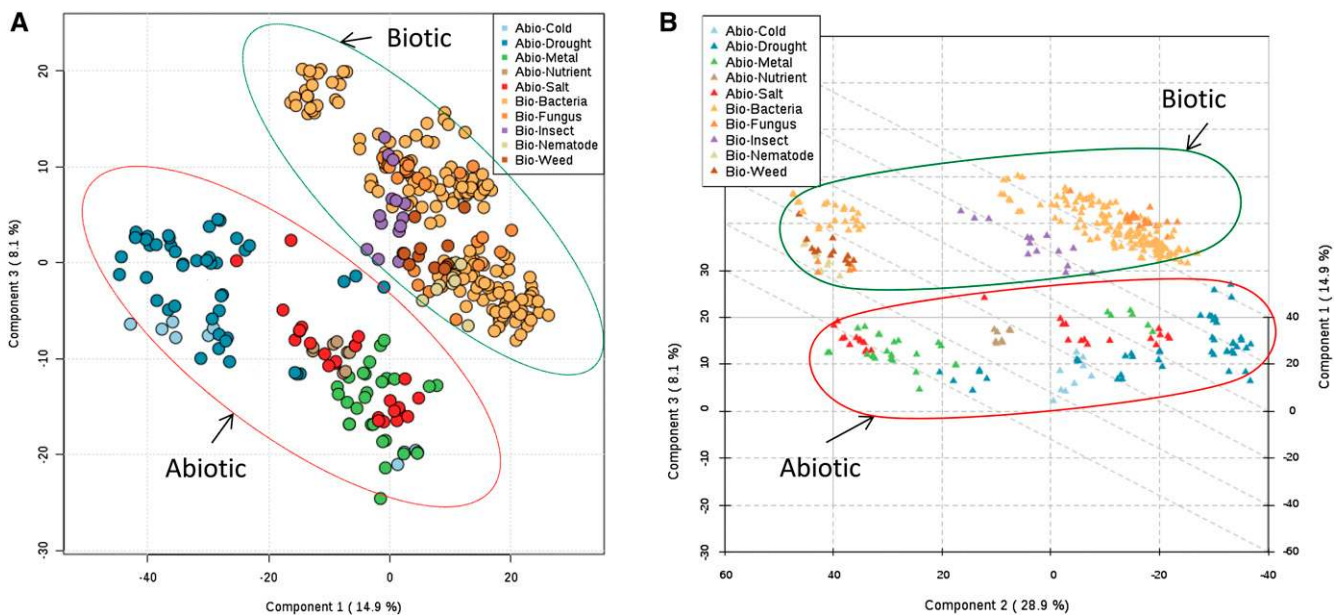 A
Biotic
Abio-Cold
Abio-Drought
Abio-Metal
Abio-Nutrient
Abio-Salt
Bio-Bacteria
Bio-Fungus
Bio-Insect
Bio-Nematode
Bio-Weed
20
10
0
-10
-20
-30
Component 3 ( 8.1 %)
Abiotic
-40
-20
0
20
Component 1 ( 14.9 %)
B
Abio-Cold
Abio-Drought
Abio-Metal
Abio-Nutrient
Abio-Salt
Bio-Bacteria
Bio-Fungus
Bio-Insect
Bio-Nematode
Bio-Weed
Biotic
30
20
10
0
-10
-20
-30
Component 3 ( 8.1 %)
Abiotic
40
20
0
-20
-40
-60
Component 1 ( 14.9 %)
60
40
20
0
-20
-40
Component 2 ( 28.9 %)